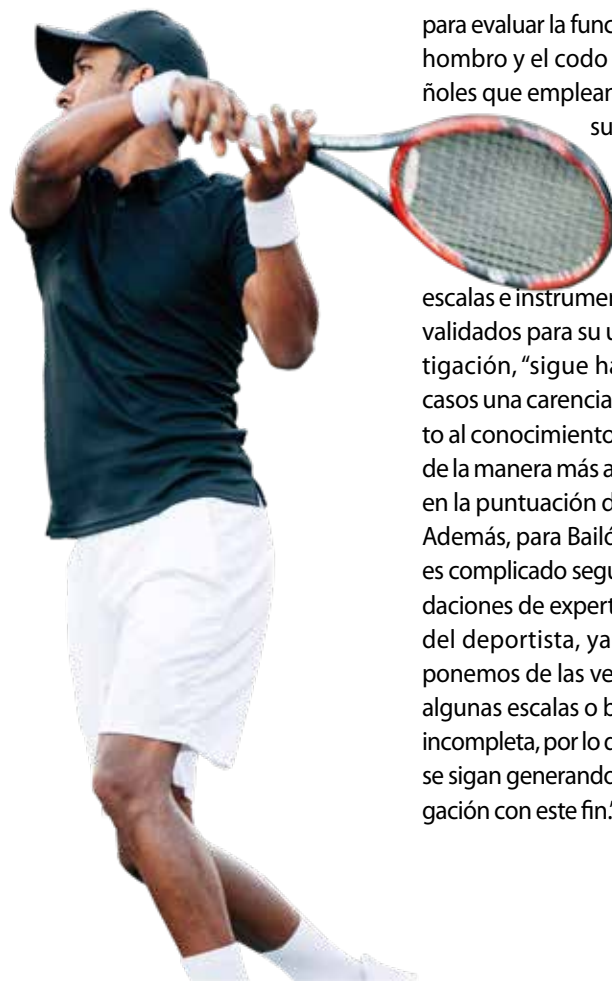 para evaluar la func
hombro y el codo
ñoles que emplear
su
escalas e instrumen
validados para su u
tigación, “sigue ha
casos una carencia
to al conocimiento
de la manera más a
en la puntuación d
Además, para Bailó
es complicado segu
daciones de expert
del deportista, ya
ponemos de las ve
algunas escalas o b
incompleta, por lo c
se sigan generando
gación con este fin.”